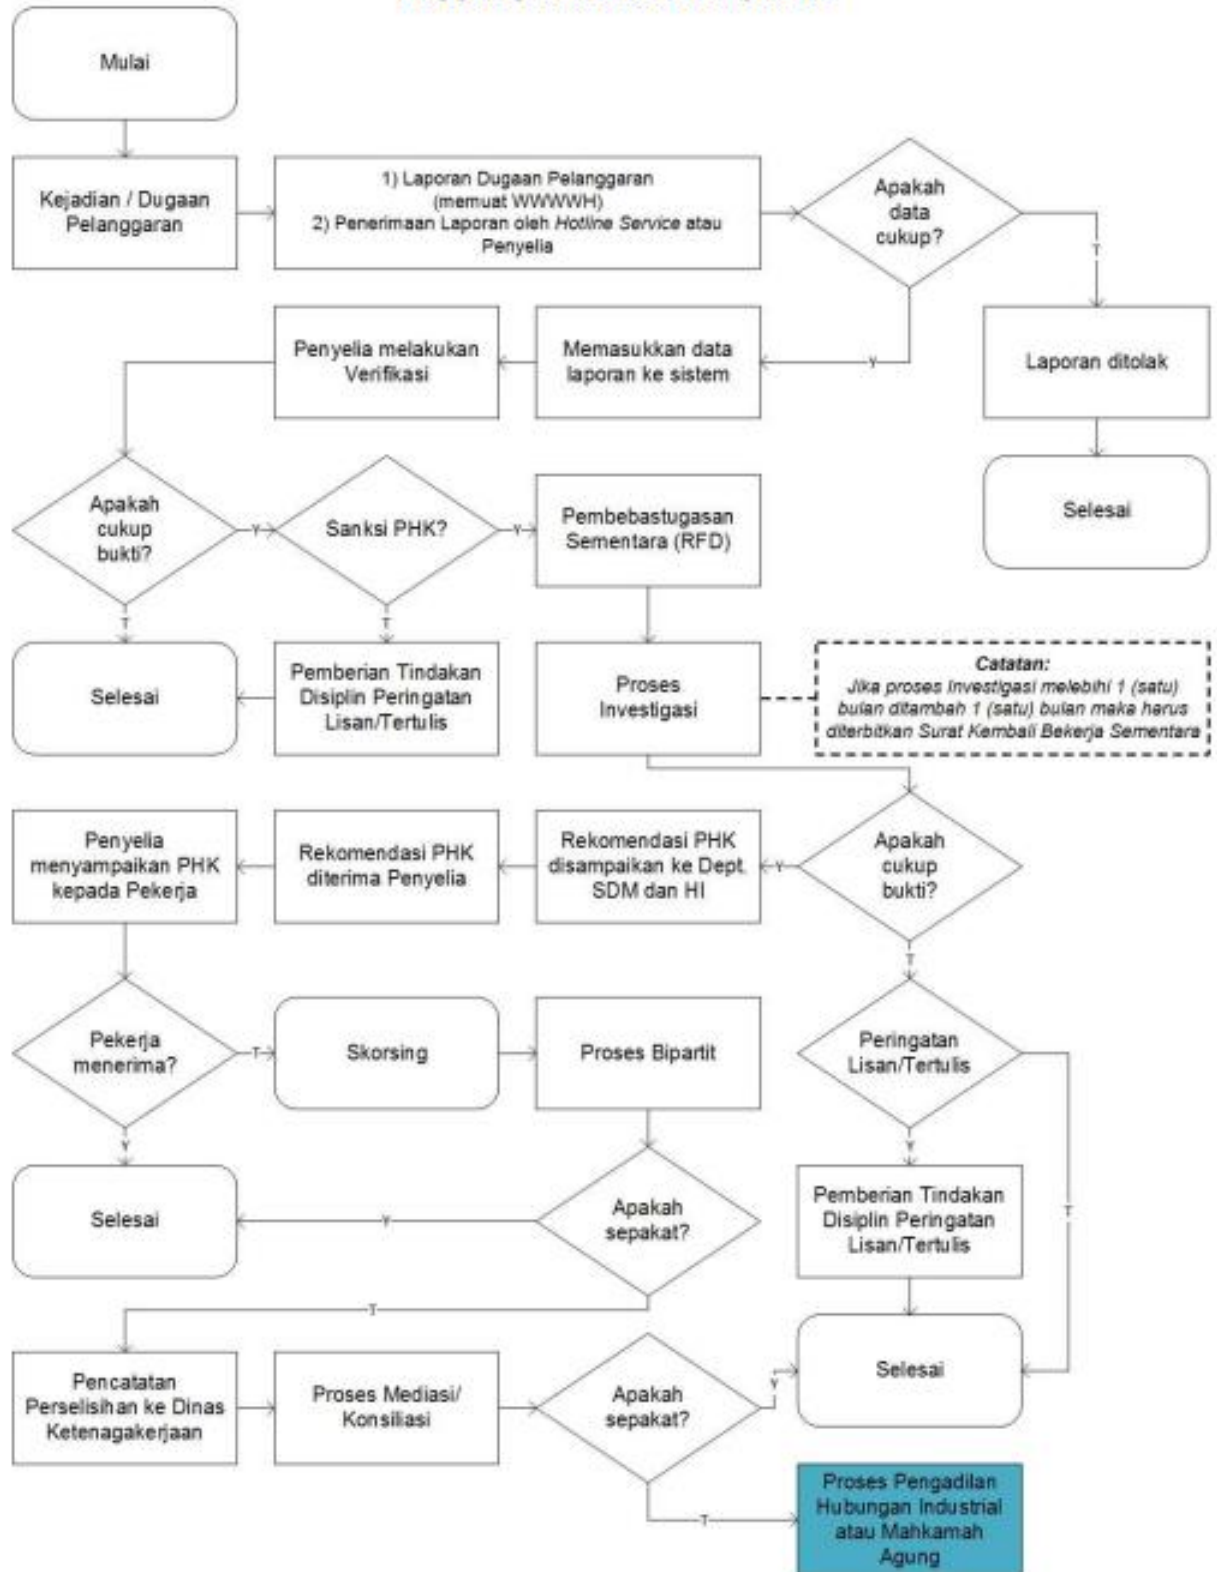 Mulai
Kejadian / Dugaan
Pelanggaran
1) Laporan Dugaan Pelanggaran
(memuat WWWWH)
2) Penerimaan Laporan oleh Hotline Service atau
Penyelia
Apakah
data
cukup?
T
Y
Laporan ditolak
Selesai
Memasukkan data
laporan ke sistem
Penyelia melakukan
Verifikasi
Apakah
cukup
bukti?
Y
T
Sanksi PHK?
Y
T
Pembebastugasan
Sementara (RFD)
Selesai
Pemberian Tindakan
Disiplin Peringatan
Lisan/Tertulis
Proses
Investigasi
Catatan:
Jika proses Investigasi melebihi 1 (satu)
bulan ditambah 1 (satu) bulan maka harus
diterbitkan Surat Kembali Bekerja Sementara
Apakah
cukup
bukti?
Y
T
Rekomendasi PHK
disampaikan ke Dept.
SDM dan HI
Rekomendasi PHK
diterima Penyelia
Penyelia
menyampaikan PHK
kepada Pekerja
Pekerja
menerima?
T
Y
Skorsing
Proses Bipartit
Peringatan
Lisan/Tertulis
Y
T
Selesai
Apakah
sepakat?
Y
T
Pemberian Tindakan
Disiplin Peringatan
Lisan/Tertulis
Pencatatan
Perselisihan ke Dinas
Ketenagakerjaan
Proses Mediasi/
Konsiliasi
Apakah
sepakat?
Y
T
Selesai
Proses Pengadilan
Hubungan Industrial
atau Mahkamah
Agung